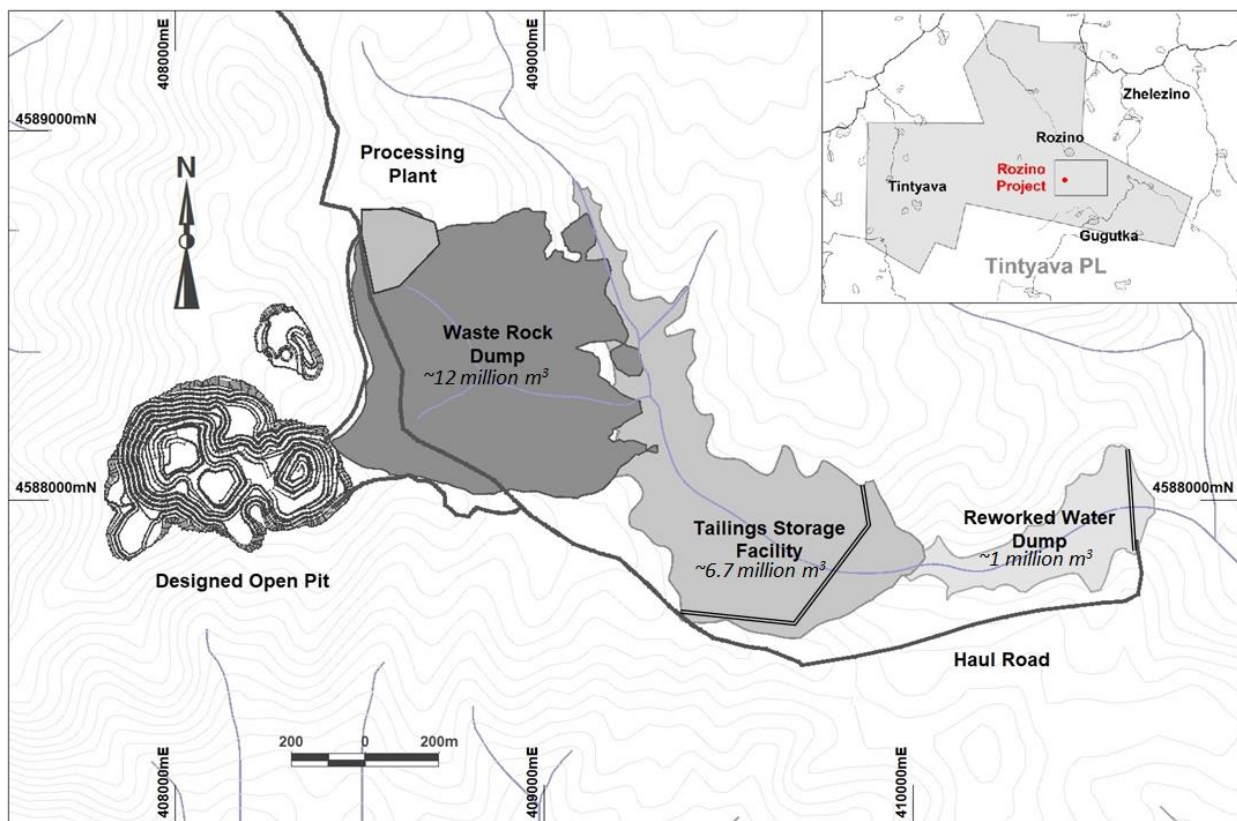 408000mE
409000mE
4589000mN
N
Processing
Plant
Zhelezino
Rozino
Rozino
Project
Tintyava
Gugutka
Tintyava PL
Waste Rock
Dump
~12 million m³
4588000mN
4588000mN
Tailings Storage
Facility
~6.7 million m³
Reworked Water
Dump
~1 million m³
Designed Open Pit
Haul Road
200 0 200m
408000mE
409000mE
410000mE